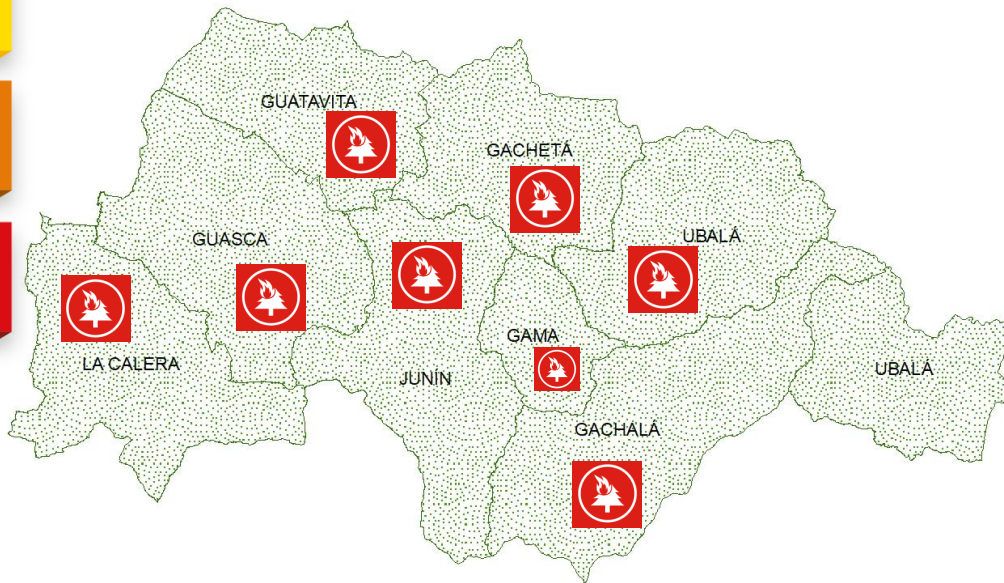 GUATAVITA
GACHETÁ
GUASCA
UBALÁ
GAMA
LA CALERA
JUNÍN
UBALÁ
GACHALÁ